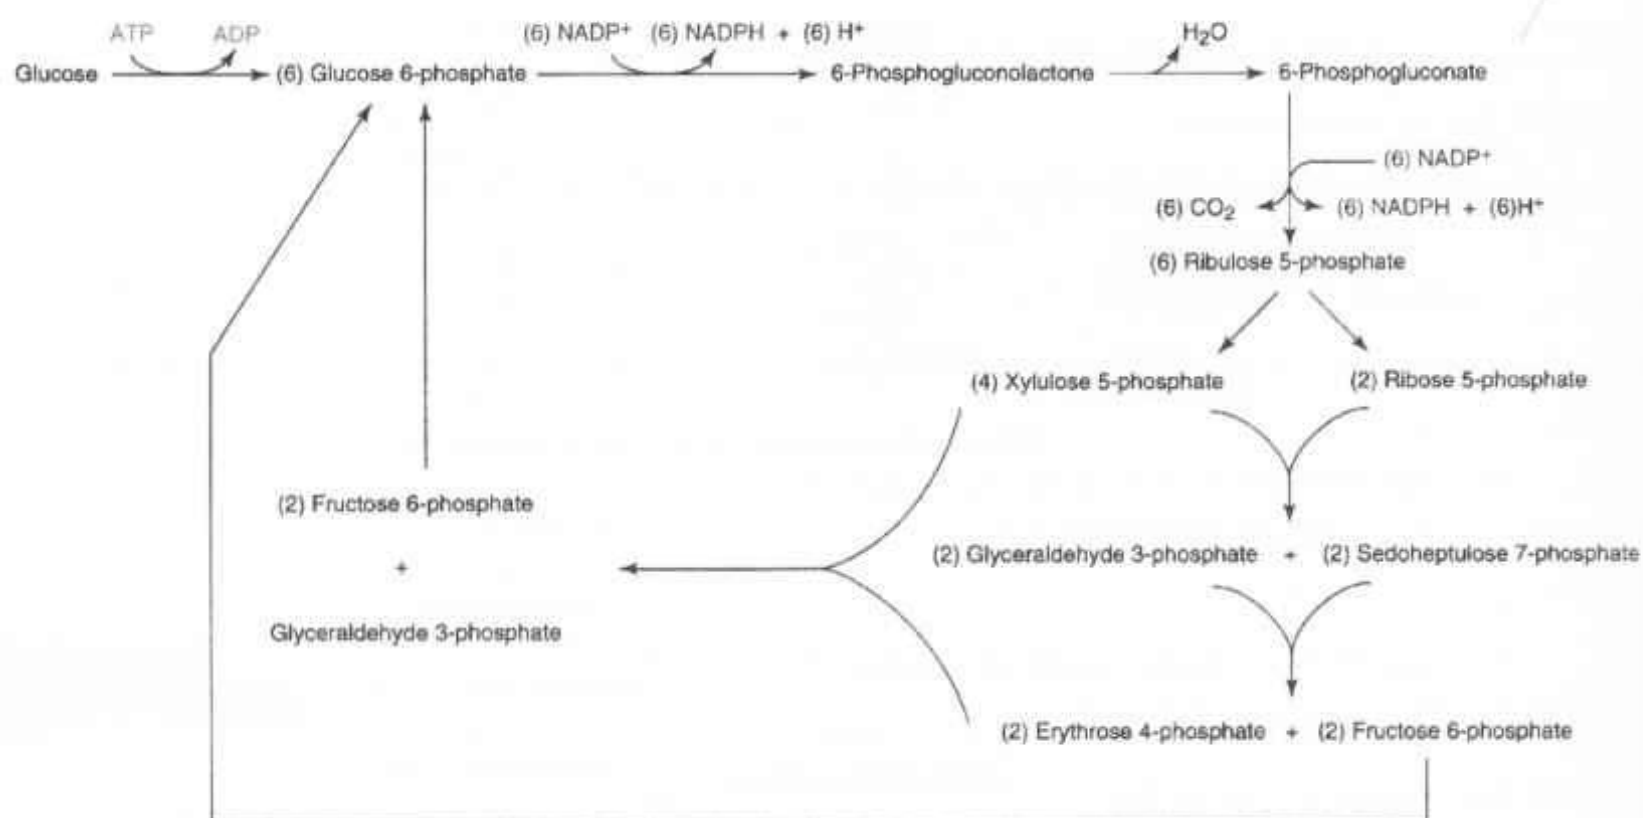 ATP ADP (6) NADP+ (6) NADPH + (6) H+ H2O
Glucose (6) Glucose 6-phosphate 6-Phosphogluconolactone 6-Phosphogluconate
(6) NADP+
(6) CO2 (6) NADPH + (6)H+
(6) Ribulose 5-phosphate
(4) Xylulose 5-phosphate (2) Ribose 5-phosphate
(2) Fructose 6-phosphate
+
Glyceraldehyde 3-phosphate
(2) Glyceraldehyde 3-phosphate + (2) Sedoheptulose 7-phosphate
(2) Erythrose 4-phosphate + (2) Fructose 6-phosphate